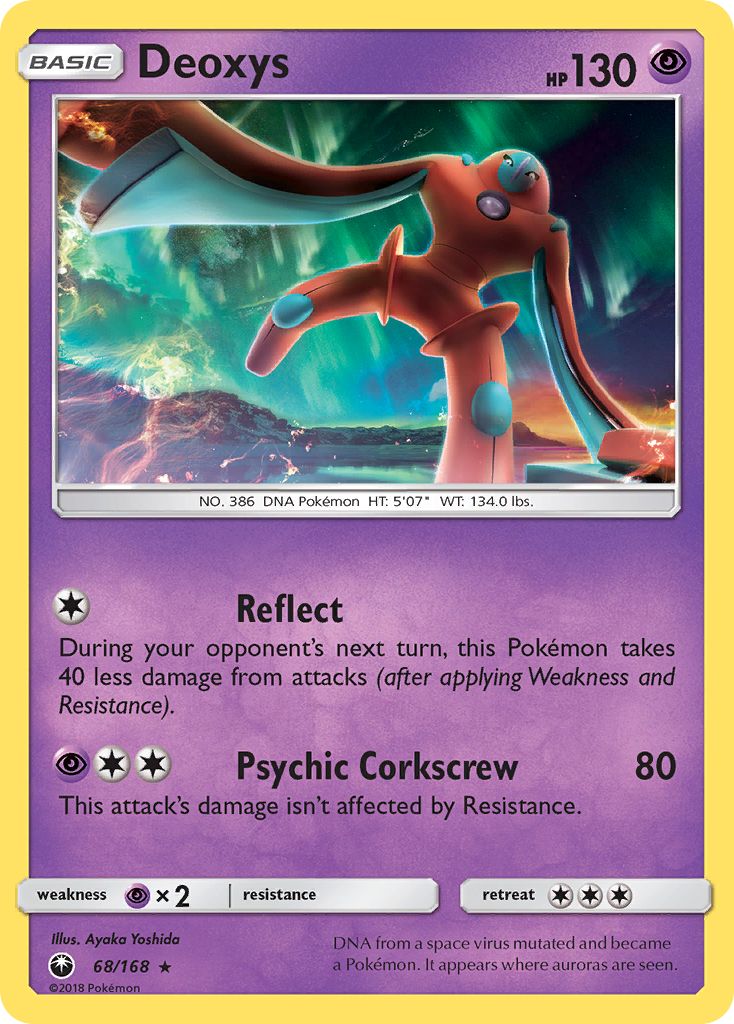 BASIC Deoxys HP 130
NO. 386 DNA Pokémon HT: 5'07" WT: 134.0 lbs.
Reflect
During your opponent's next turn, this Pokémon takes
40 less damage from attacks (after applying Weakness and
Resistance).
Psychic Corkscrew 80
This attack's damage isn't affected by Resistance.
weakness ×2 resistance retreat
Illus. Ayaka Yoshida
68/168 ★
©2018 Pokémon
DNA from a space virus mutated and became
a Pokémon. It appears where auroras are seen.